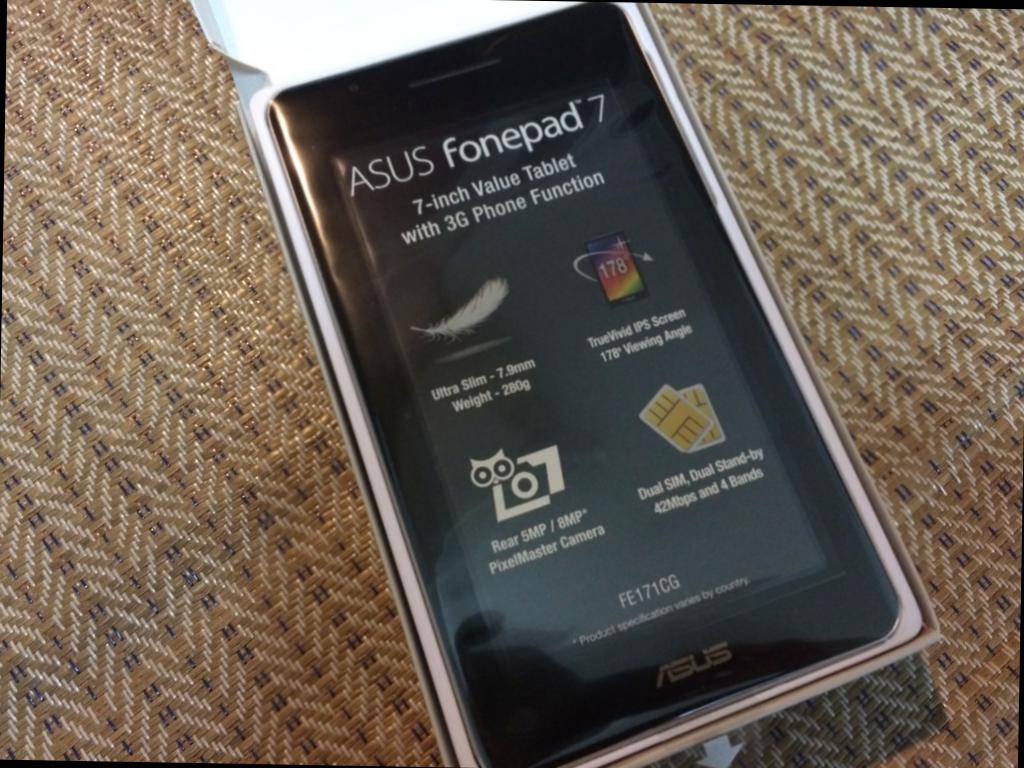 ASUS fonepad™ 7
7-inch Value Tablet
with 3G Phone Function
178°
Ultra Slim - 7.9mm
Weight - 280g
TrueVivid IPS Screen
178° Viewing Angle
Rear 5MP / 8MP*
PixelMaster Camera
Dual SIM, Dual Stand-by
42Mbps and 4 Bands
FE171CG
* Product specification varies by country.
ASUS